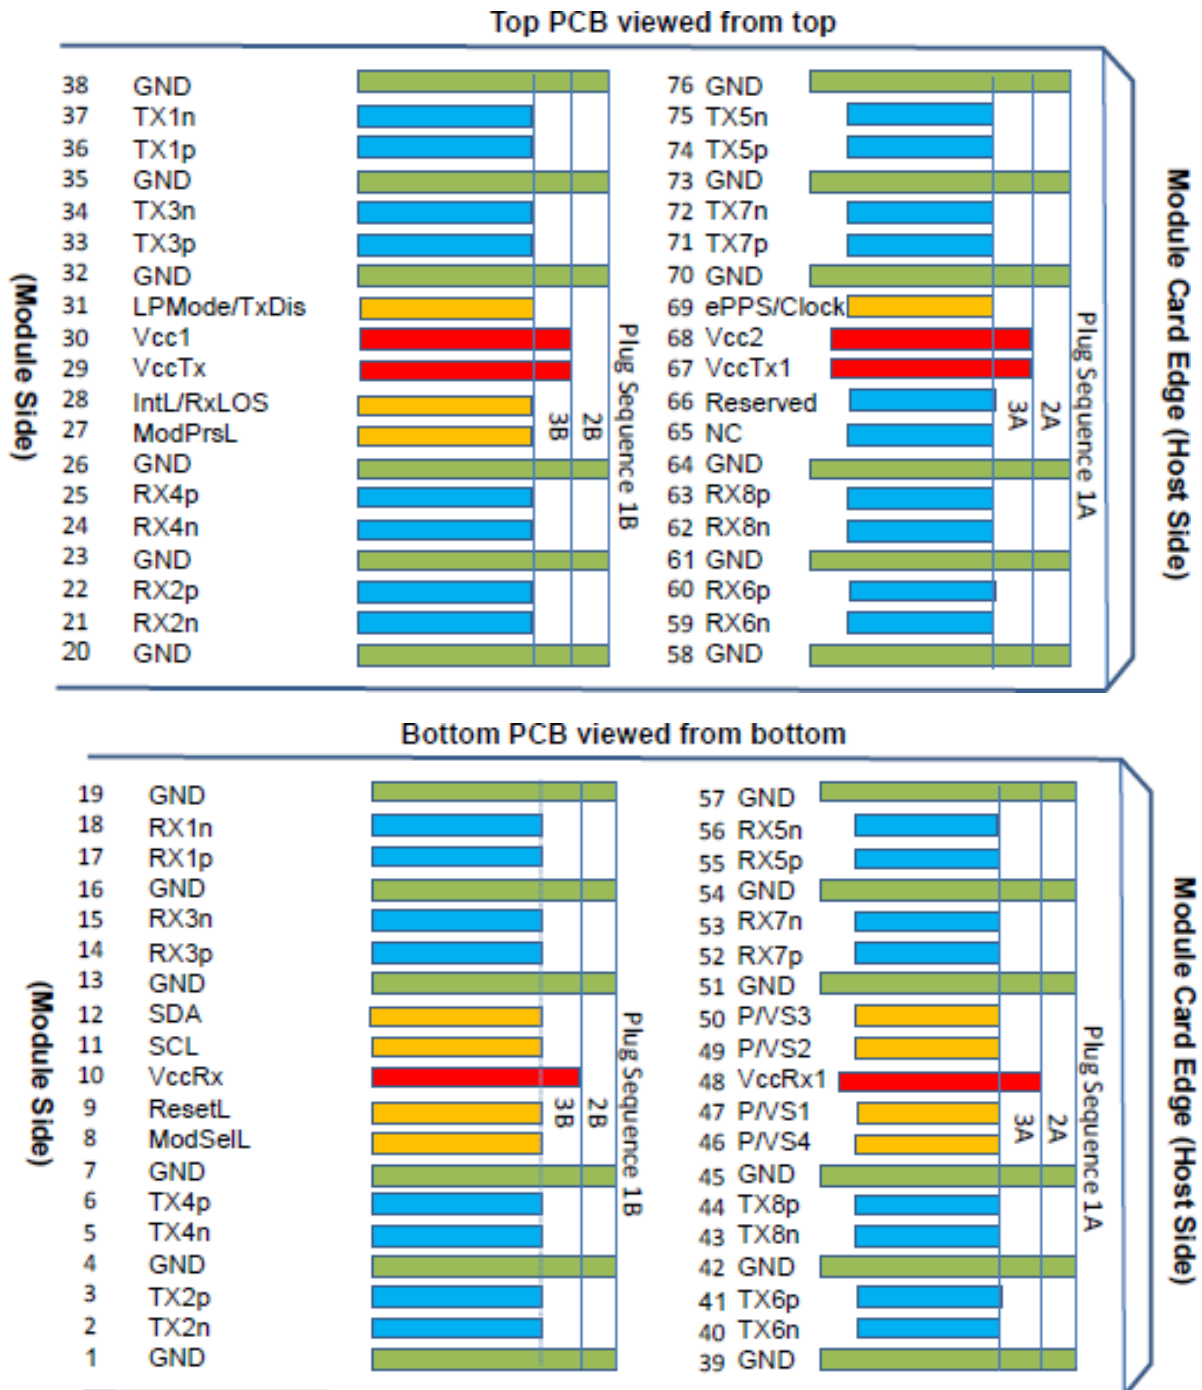 Top PCB viewed from top
38 GND 76 GND
37 TX1n 75 TX5n
36 TX1p 74 TX5p
35 GND 73 GND
34 TX3n 72 TX7n
33 TX3p 71 TX7p
32 GND 70 GND
31 LPMode/TxDis 69 ePPS/Clock
30 Vcc1 68 Vcc2
29 VccTx 67 VccTx1
28 IntL/RxLOS 66 Reserved
27 ModPrsL 65 NC
26 GND 64 GND
25 RX4p 63 RX8p
24 RX4n 62 RX8n
23 GND 61 GND
22 RX2p 60 RX6p
21 RX2n 59 RX6n
20 GND 58 GND
(Module Side)
3B
2B
Plug Sequence 1B
3A
2A
Plug Sequence 1A
Module Card Edge (Host Side)
Bottom PCB viewed from bottom
19 GND 57 GND
18 RX1n 56 RX5n
17 RX1p 55 RX5p
16 GND 54 GND
15 RX3n 53 RX7n
14 RX3p 52 RX7p
13 GND 51 GND
12 SDA 50 P/VS3
11 SCL 49 P/VS2
10 VccRx 48 VccRx1
9 ResetL 47 P/VS1
8 ModSelL 46 P/VS4
7 GND 45 GND
6 TX4p 44 TX8p
5 TX4n 43 TX8n
4 GND 42 GND
3 TX2p 41 TX6p
2 TX2n 40 TX6n
1 GND 39 GND
(Module Side)
3B
2B
Plug Sequence 1B
3A
2A
Plug Sequence 1A
Module Card Edge (Host Side)